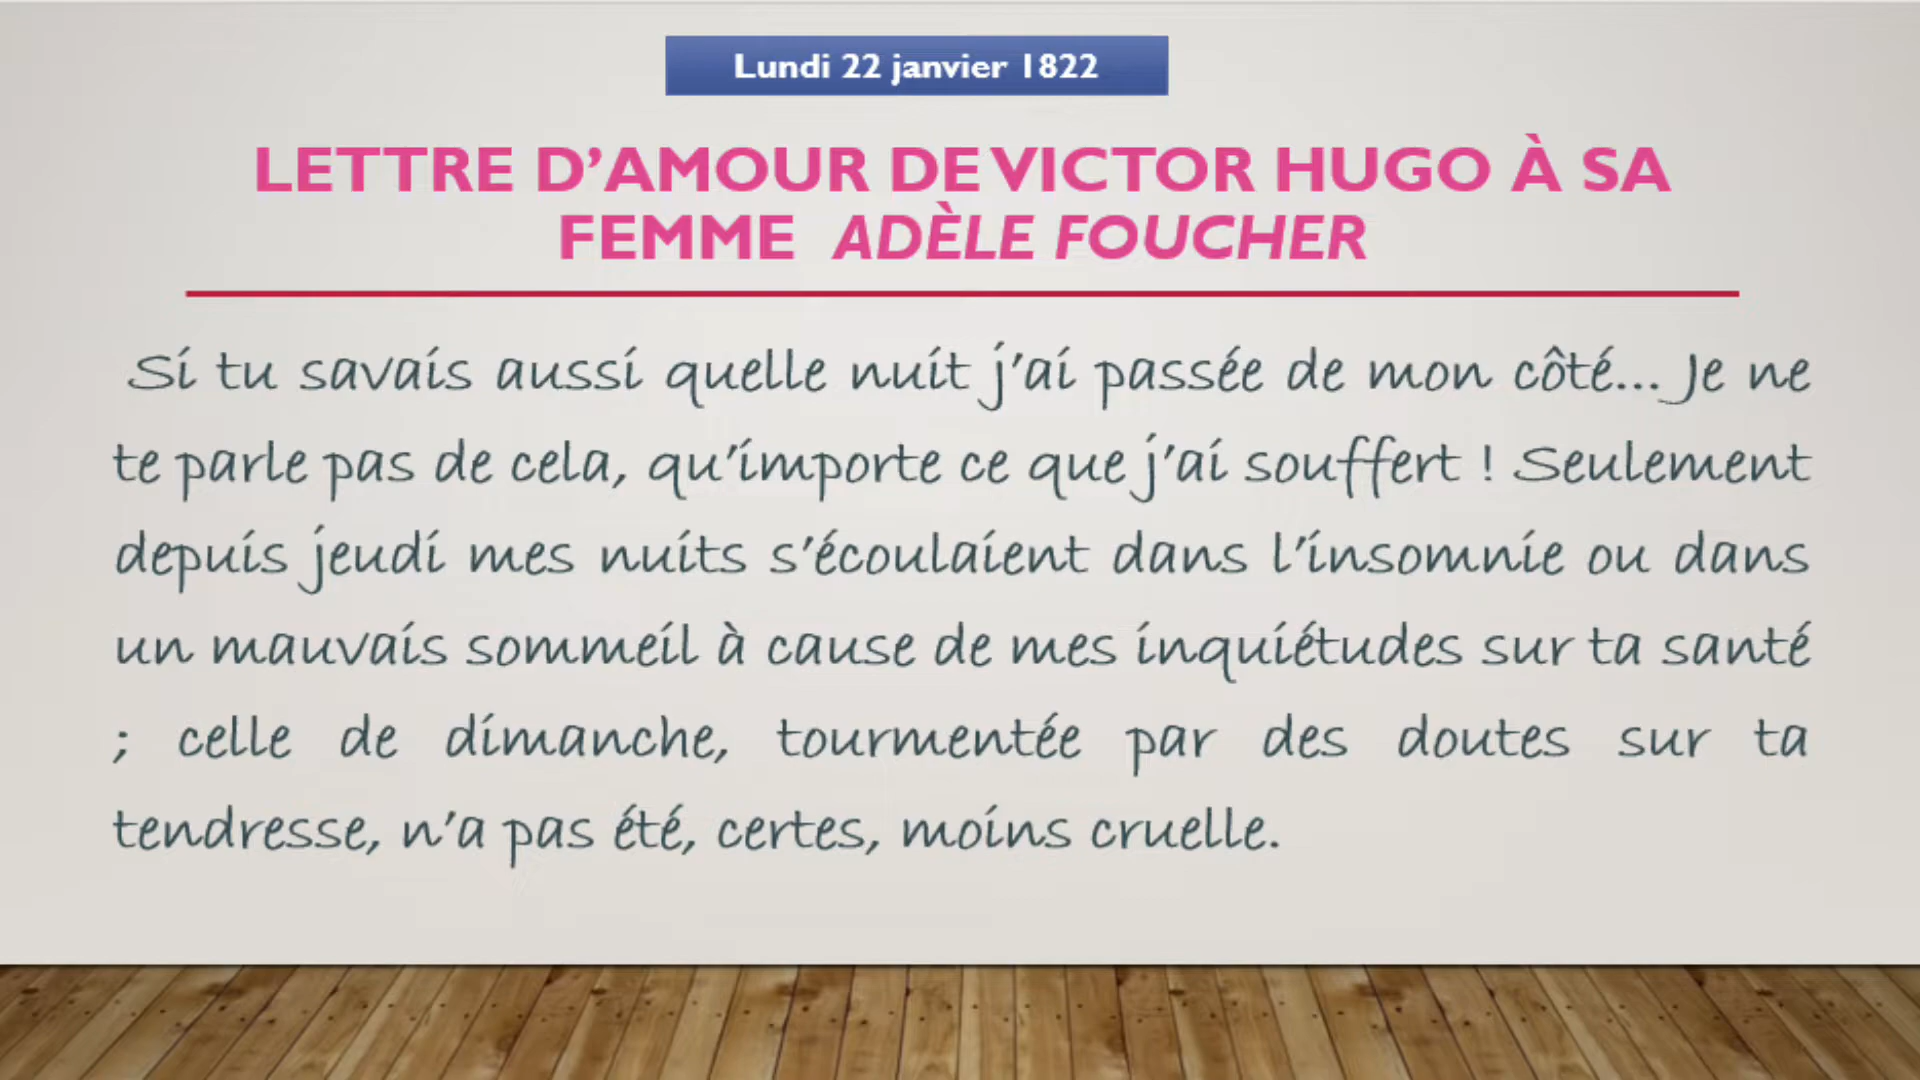 Lundi 22 janvier 1822
LETTRE D’AMOUR DE VICTOR HUGO À SA
FEMME ADÈLE FOUCHER
Si tu savais aussi quelle nuit j’ai passée de mon côté... Je ne
te parle pas de cela, qu’importe ce que j’ai souffert ! Seulement
depuis jeudi mes nuits s’écoulaient dans l’insomnie ou dans
un mauvais sommeil à cause de mes inquiétudes sur ta santé
; celle de dimanche, tourmentée par des doutes sur ta
tendresse, n’a pas été, certes, moins cruelle.